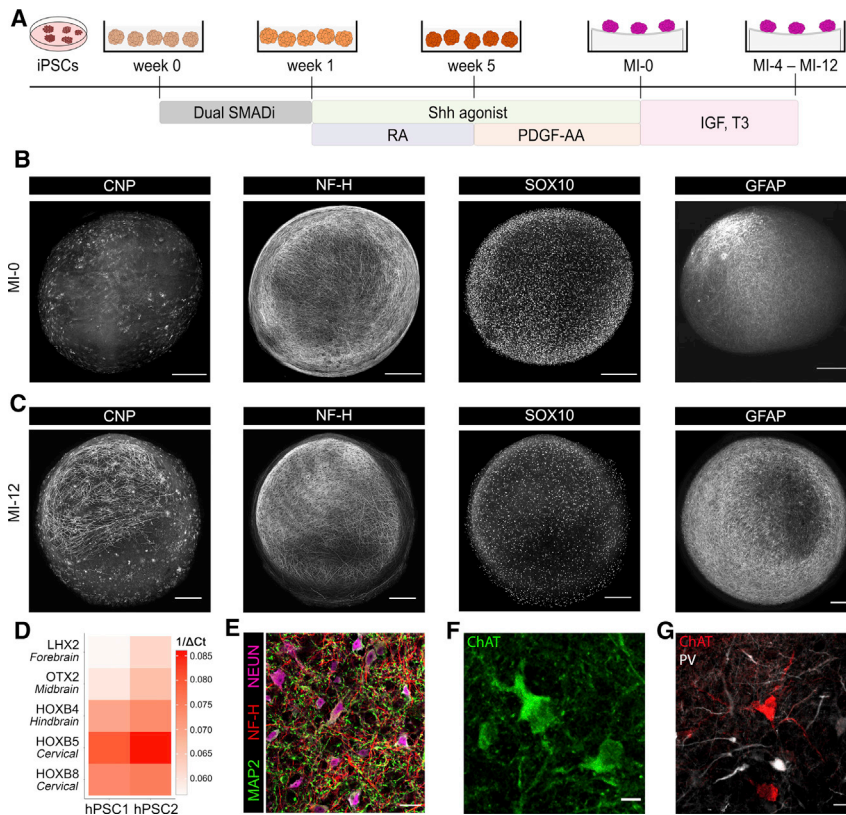 A
iPSCs
week 0
week 1
week 5
MI-0
MI-4 – MI-12
Dual SMADi
Shh agonist
RA
PDGF-AA
IGF, T3
B
CNP
NF-H
SOX10
GFAP
MI-0
C
CNP
NF-H
SOX10
GFAP
MI-12
D
LHX2
Forebrain
OTX2
Midbrain
HOXB4
Hindbrain
HOXB5
Cervical
HOXB8
Cervical
hPSC1 hPSC2
1/ΔCt
0.085
0.080
0.075
0.070
0.065
0.060
E
MAP2 NF-H NEUN
F
ChAT
G
ChAT
PV